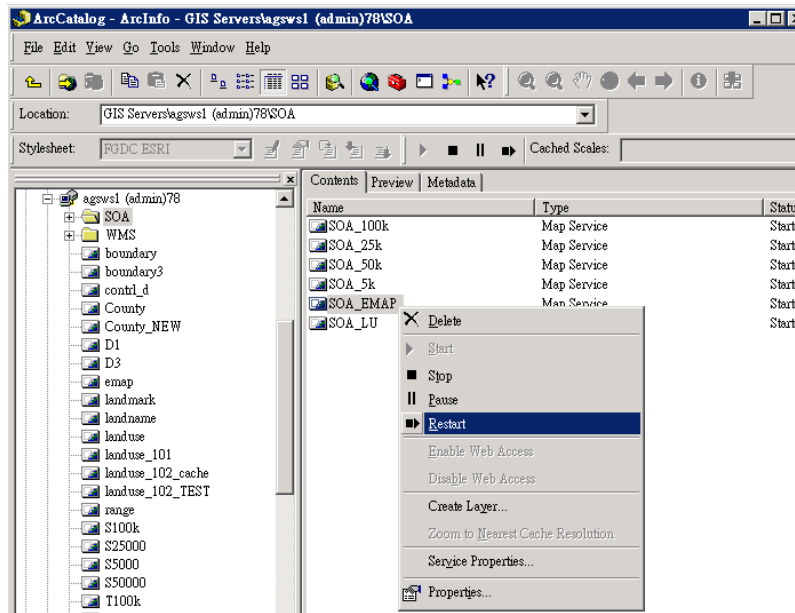 ArcCatalog - ArcInfo - GIS Servers\agsws1 (admin)78\SOA
File Edit View Go Tools Window Help
Location: GIS Servers\agsws1 (admin)78\SOA
Stylesheet: FGDC ESRI Cached Scales:
agsws1 (admin)78
SOA
WMS
boundary
boundary3
contrl_d
County
County_NEW
D1
D3
emap
landmark
landname
landuse
landuse_101
landuse_102_cache
landuse_102_TEST
range
S100k
S25000
S5000
S50000
T100k
Contents Preview Metadata
Name Type Statu
SOA_100k Map Service Start
SOA_25k Map Service Start
SOA_50k Map Service Start
SOA_5k Map Service Start
SOA_EMAP Map Service Start
SOA_LU Start
Delete
Start
Stop
Pause
Restart
Enable Web Access
Disable Web Access
Create Layer...
Zoom to Nearest Cache Resolution
Service Properties...
Properties...